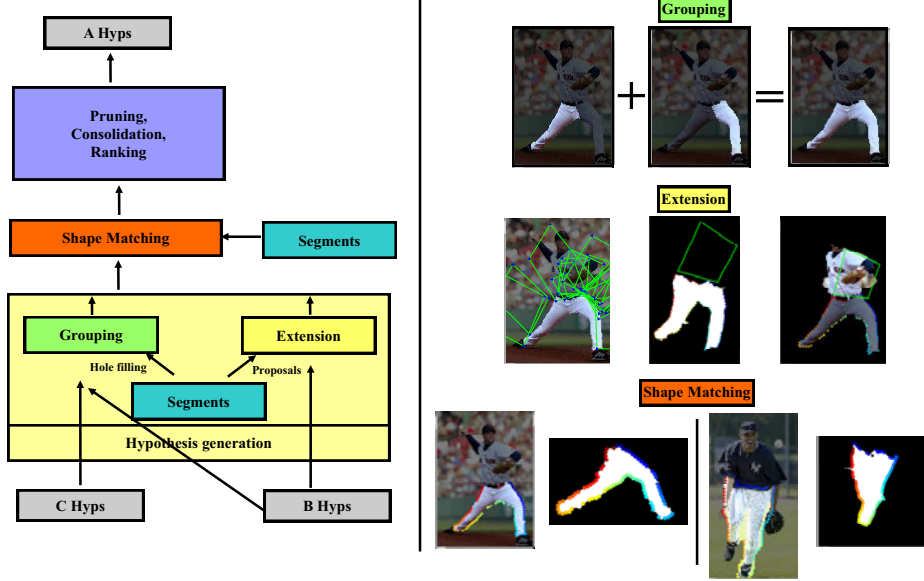 A Hyps
Pruning,
Consolidation,
Ranking
Shape Matching
Segments
Grouping
Extension
Hole filling
Proposals
Segments
Hypothesis generation
C Hyps
B Hyps
Grouping
+
=
Extension
Shape Matching